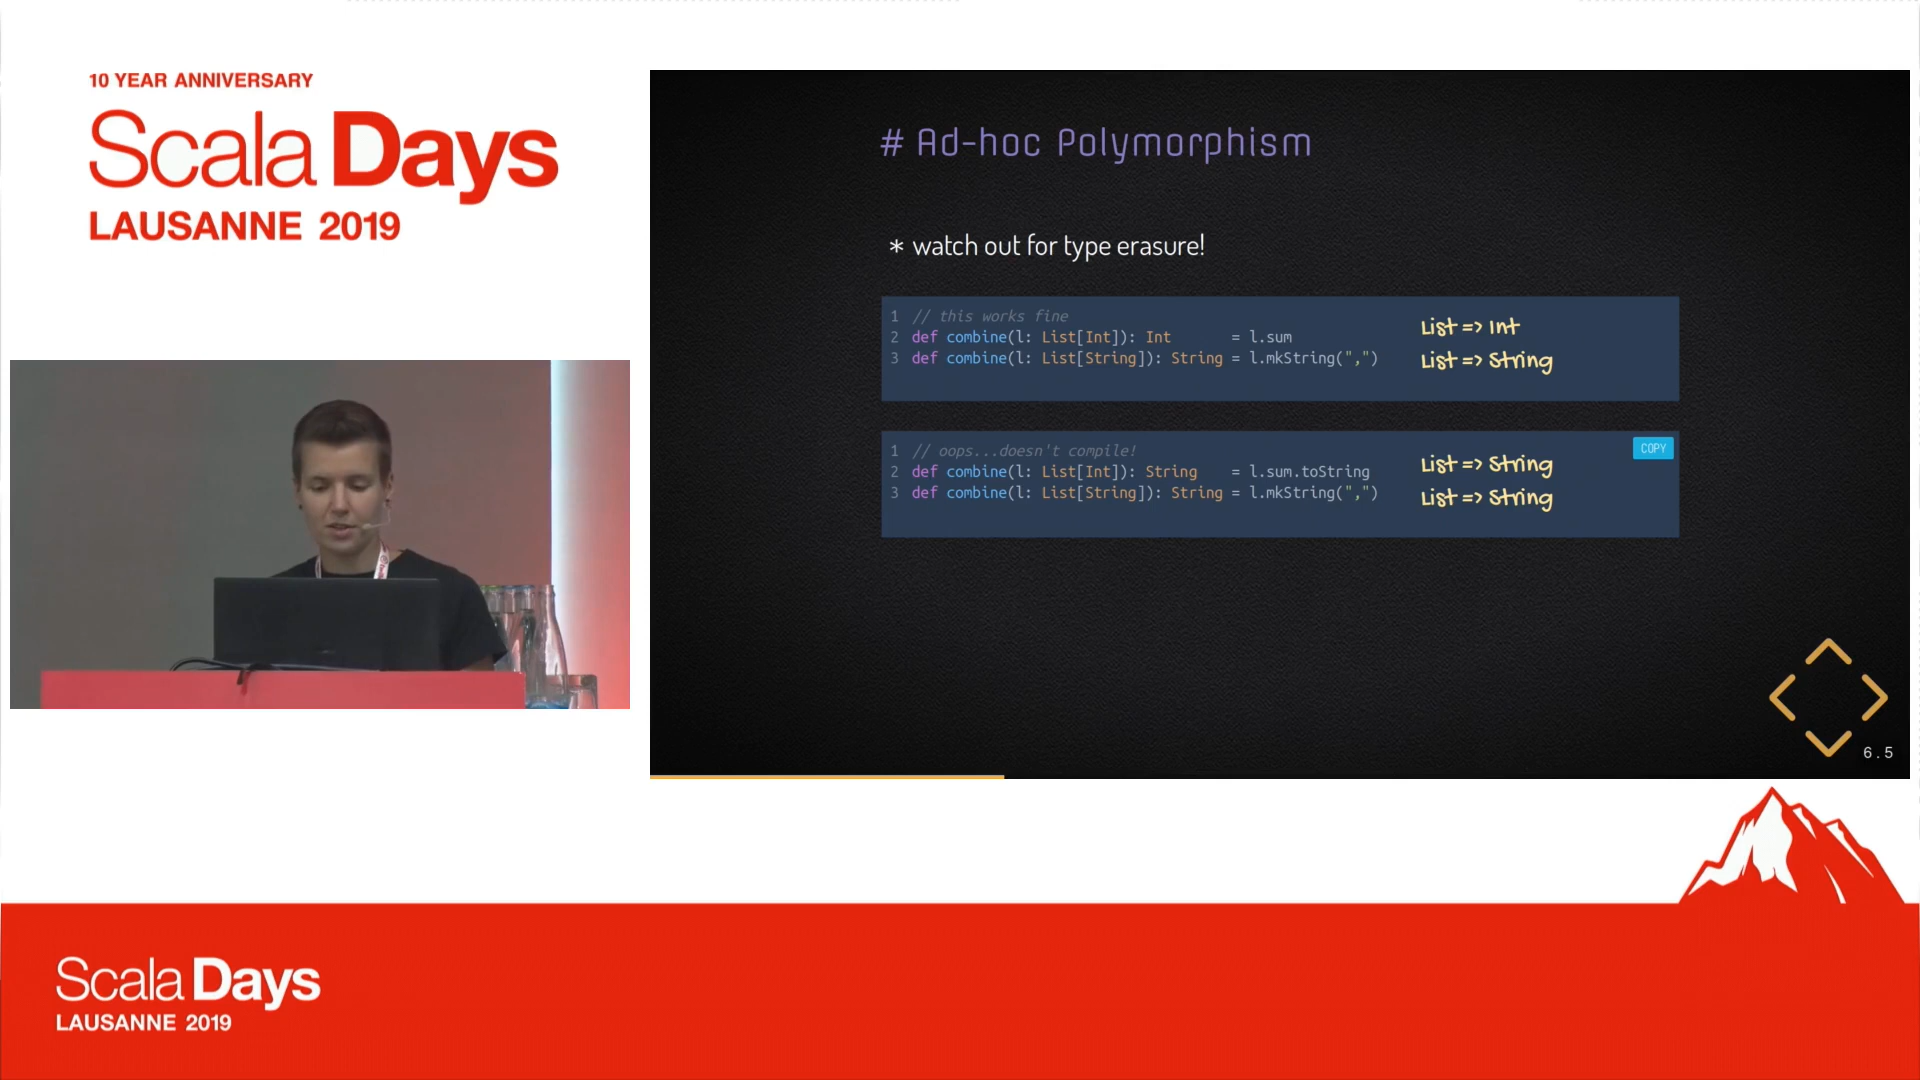 10 YEAR ANNIVERSARY
Scala Days
LAUSANNE 2019
# Ad-hoc Polymorphism
* watch out for type erasure!
1 // this works fine
2 def combine(l: List[Int]): Int = l.sum
3 def combine(l: List[String]): String = l.mkString(",")
List => Int
List => String
COPY
1 // oops...doesn't compile!
2 def combine(l: List[Int]): String = l.sum.toString
3 def combine(l: List[String]): String = l.mkString(",")
List => String
List => String
6.5
Scala Days
LAUSANNE 2019